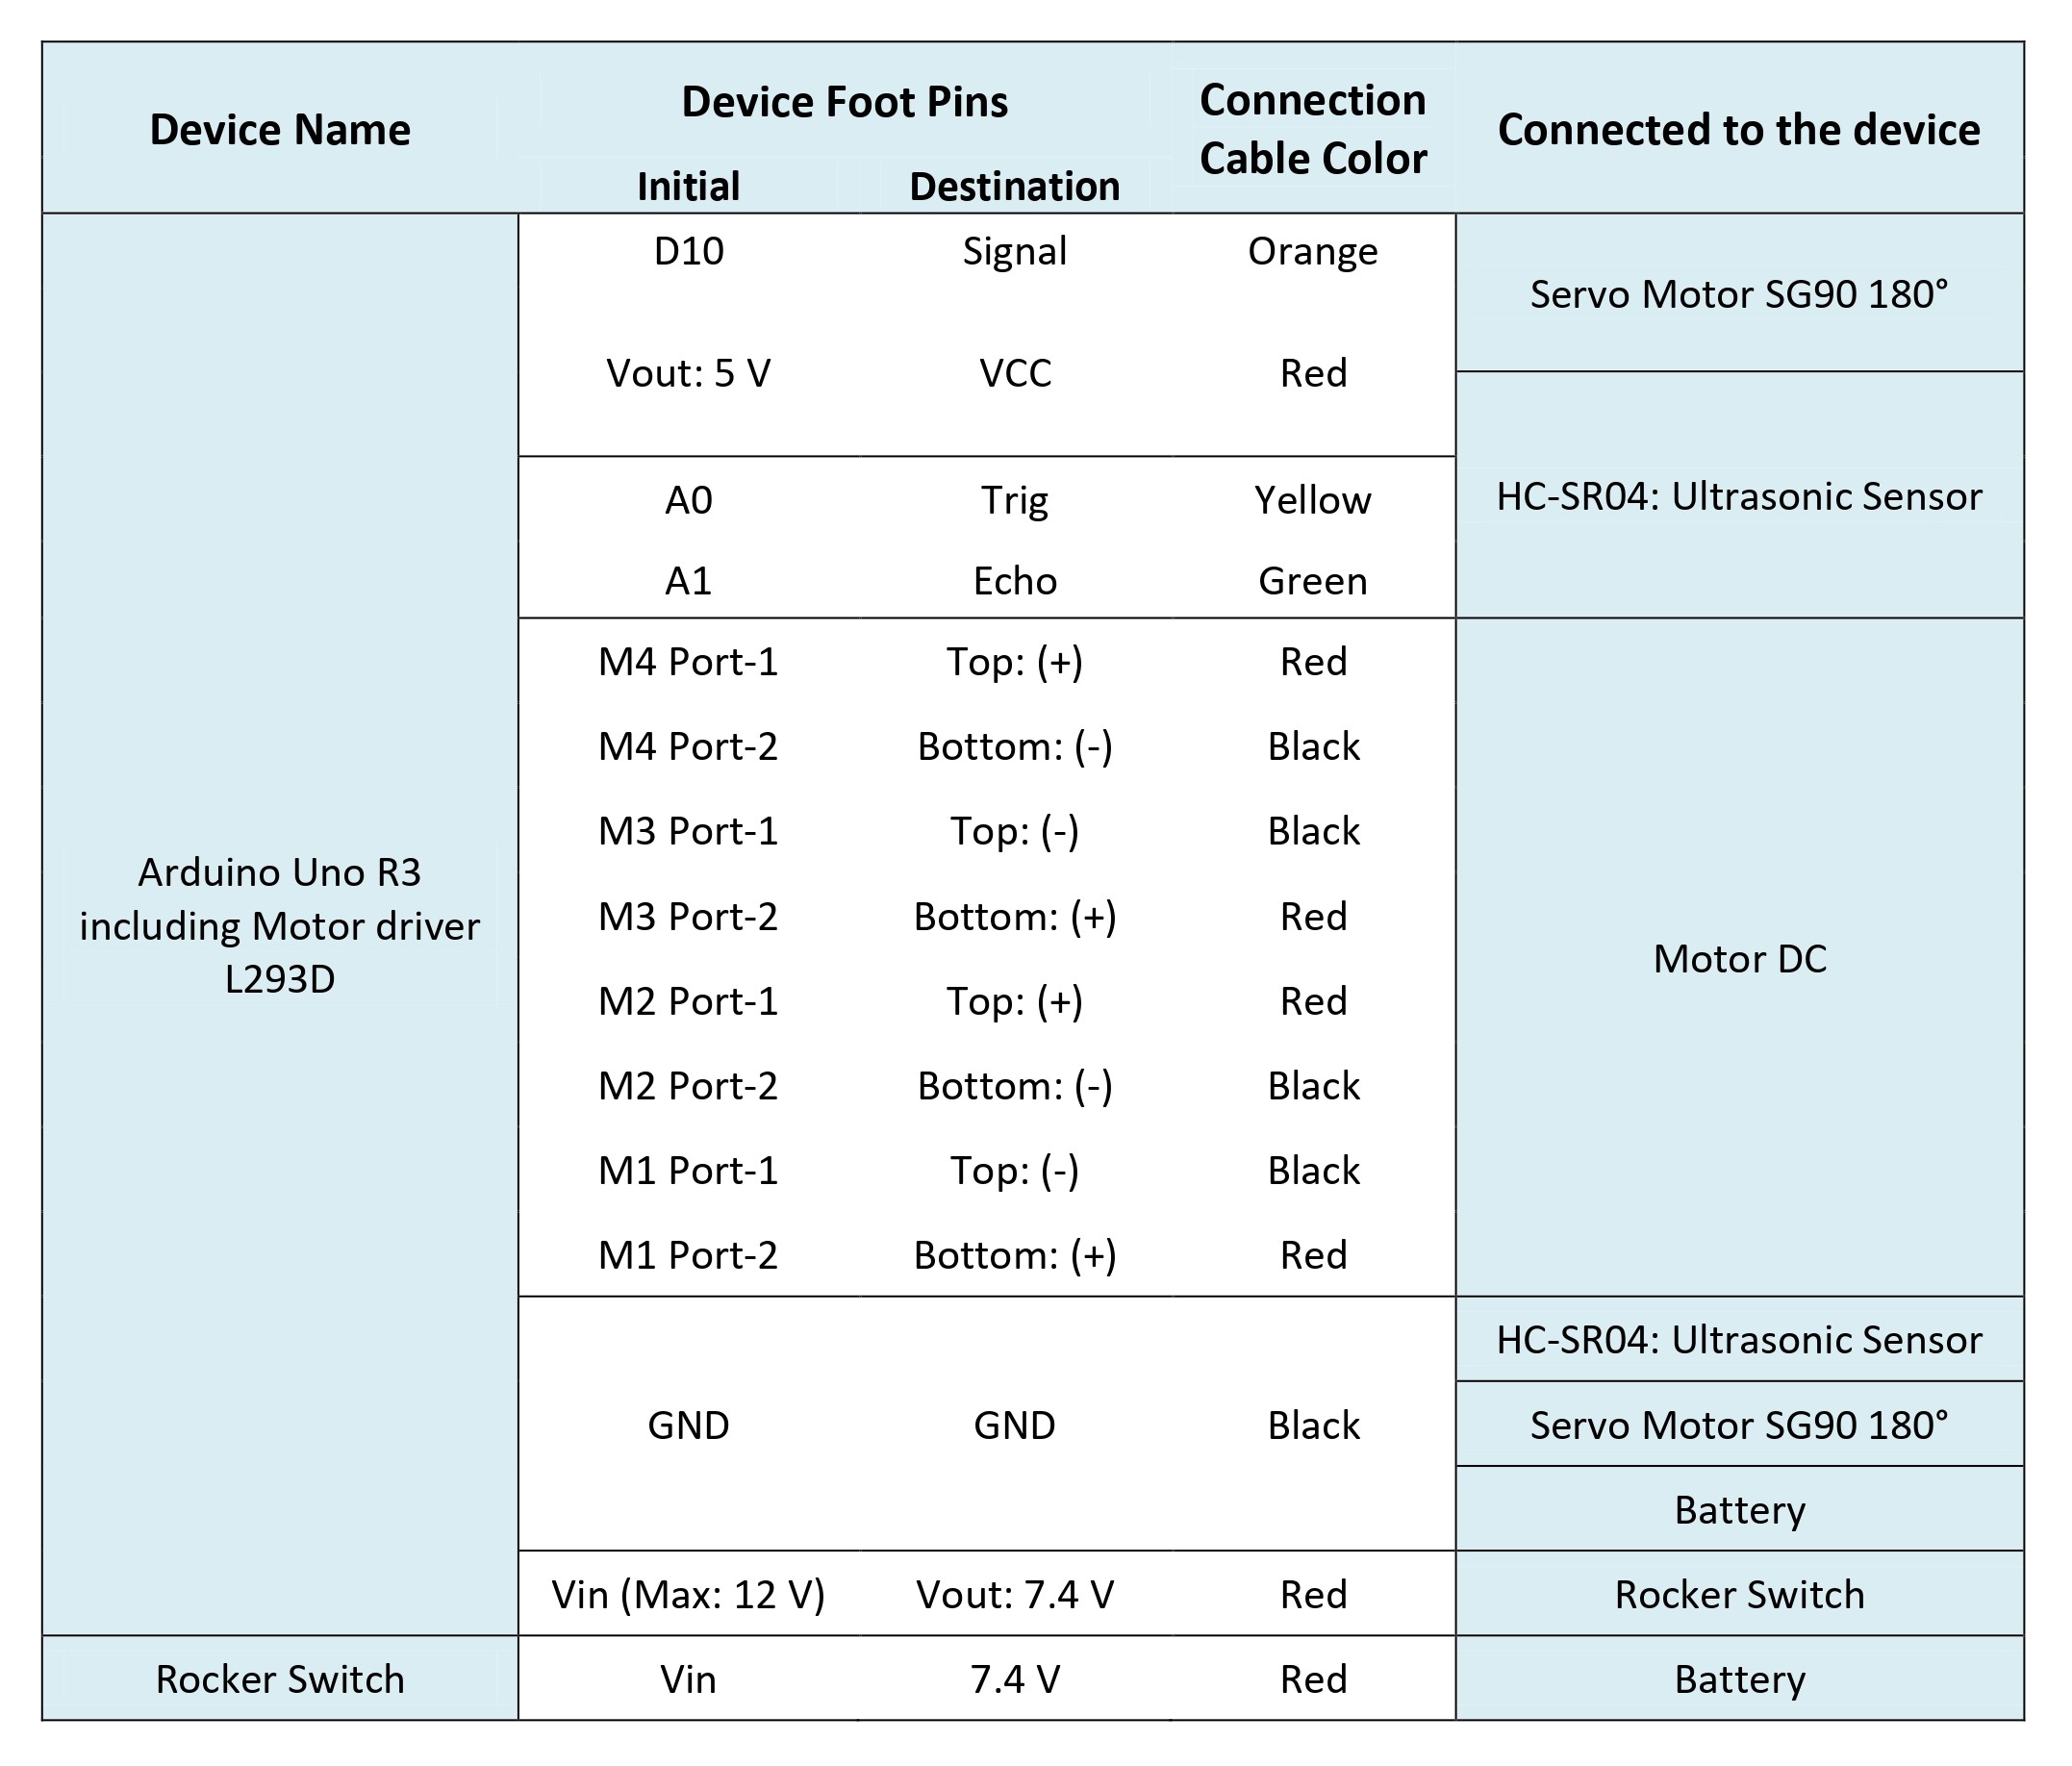 Device Name
Device Foot Pins
Connection
Cable Color
Connected to the device
Initial
Destination
D10 Signal Orange
Servo Motor SG90 180°
Vout: 5 V VCC Red
A0 Trig Yellow
HC-SR04: Ultrasonic Sensor
A1 Echo Green
M4 Port-1 Top: (+) Red
M4 Port-2 Bottom: (-) Black
M3 Port-1 Top: (-) Black
Arduino Uno R3
including Motor driver
L293D
M3 Port-2 Bottom: (+) Red
Motor DC
M2 Port-1 Top: (+) Red
M2 Port-2 Bottom: (-) Black
M1 Port-1 Top: (-) Black
M1 Port-2 Bottom: (+) Red
HC-SR04: Ultrasonic Sensor
GND GND Black Servo Motor SG90 180°
Battery
Vin (Max: 12 V) Vout: 7.4 V Red Rocker Switch
Rocker Switch Vin 7.4 V Red Battery